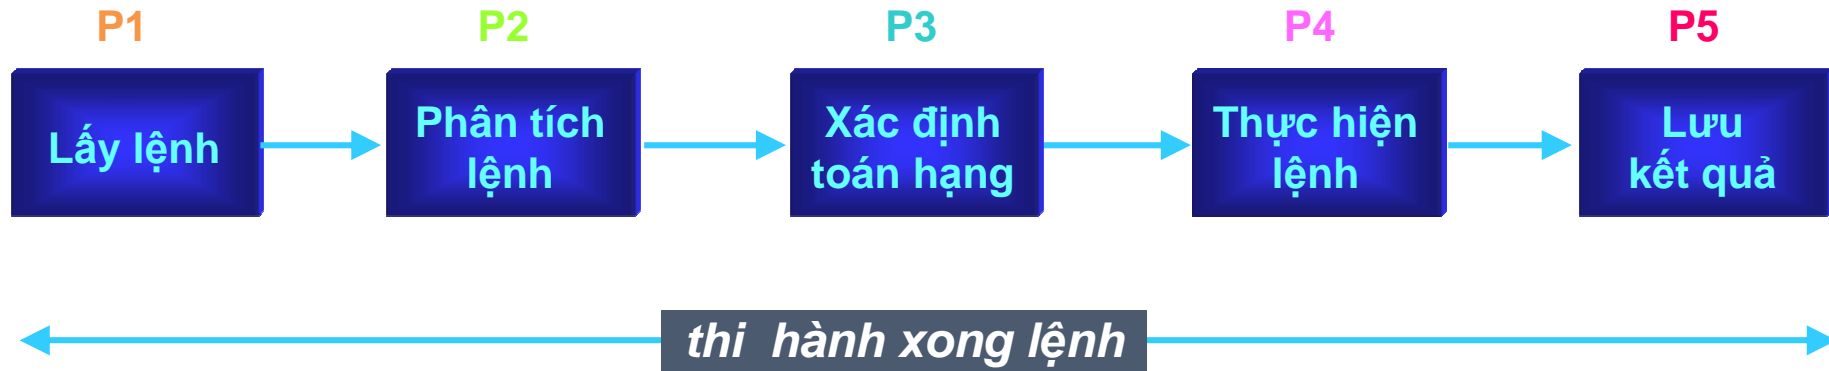 P1 P2 P3 P4 P5
Lấy lệnh
Phân tích
lệnh
Xác định
toán hạng
Thực hiện
lệnh
Lưu
kết quả
thi hành xong lệnh